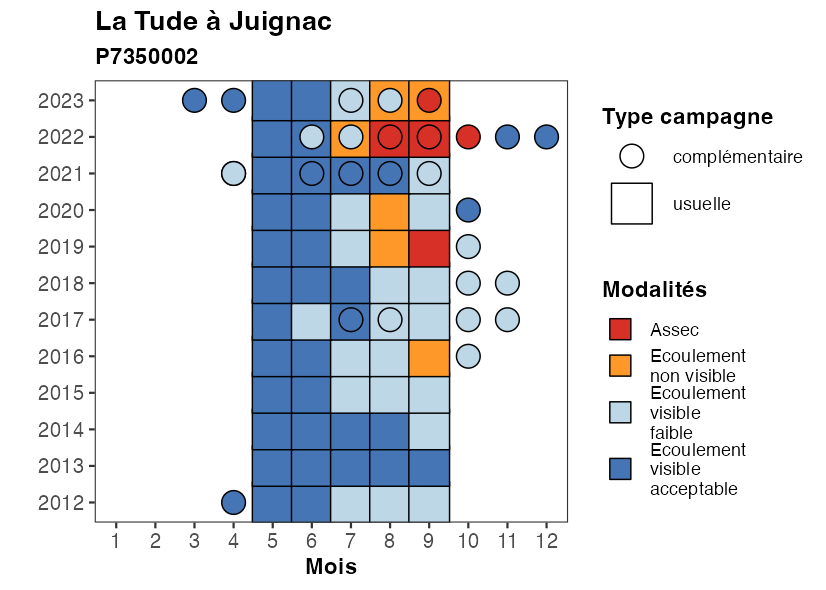 La Tude à Juignac
P7350002
2023
2022
2021
2020
2019
2018
2017
2016
2015
2014
2013
2012
1 2 3 4 5 6 7 8 9 10 11 12
Mois
Type campagne
complémentaire
usuelle
Modalités
Assec
Ecoulement
non visible
Ecoulement
visible
faible
Ecoulement
visible
acceptable